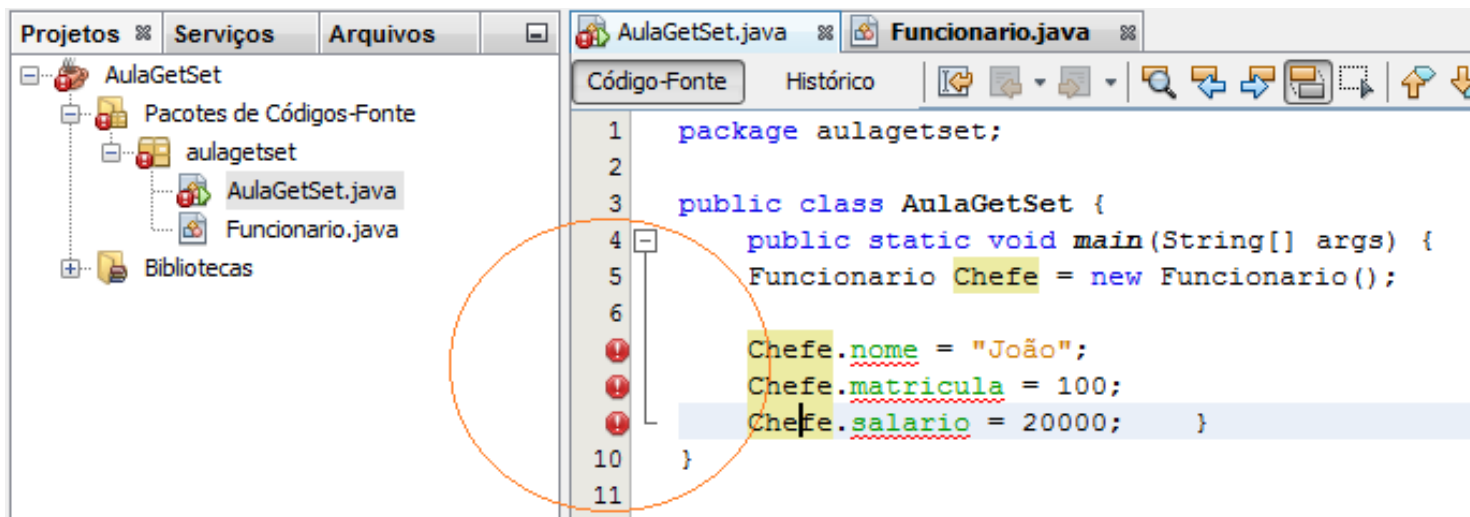 Projetos Serviços Arquivos
AulaGetSet
Pacotes de Códigos-Fonte
aulagetset
AulaGetSet.java
Funcionario.java
Bibliotecas
AulaGetSet.java Funcionario.java
Código-Fonte Histórico
1 package aulagetset;
2
3 public class AulaGetSet {
4 public static void main(String[] args) {
5 Funcionario Chefe = new Funcionario();
6
Chefe.nome = "João";
Chefe.matricula = 100;
Chefe.salario = 20000; }
10 }
11